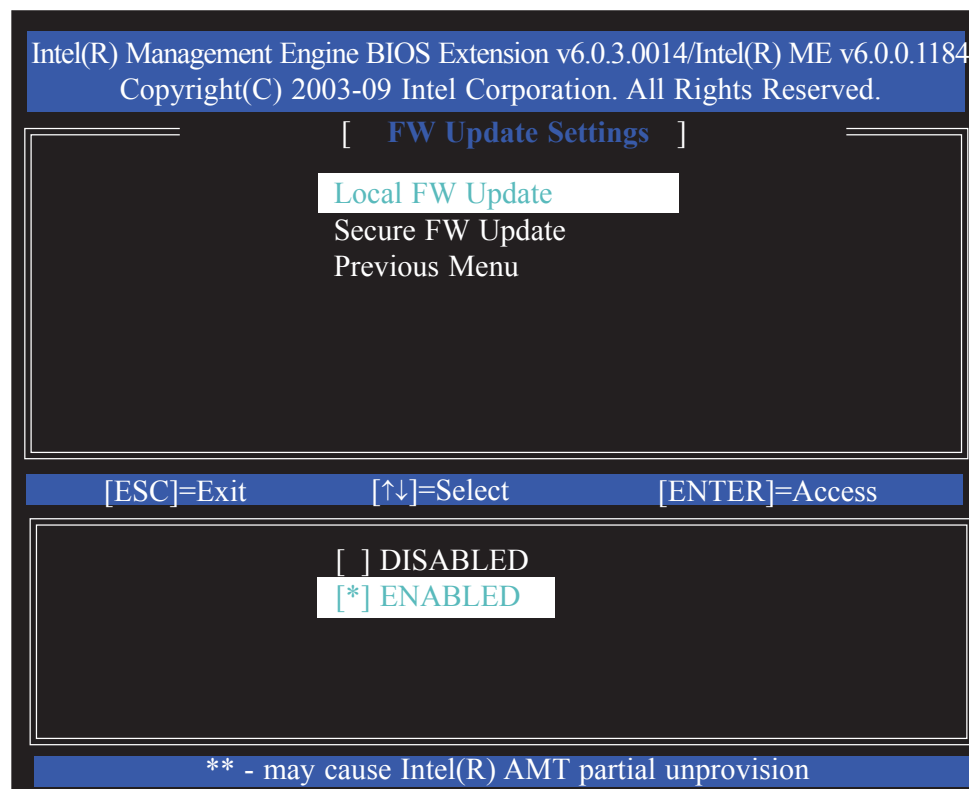 Intel(R) Management Engine BIOS Extension v6.0.3.0014/Intel(R) ME v6.0.0.1184
Copyright(C) 2003-09 Intel Corporation. All Rights Reserved.
[ FW Update Settings ]
Local FW Update
Secure FW Update
Previous Menu
[ESC]=Exit [↑↓]=Select [ENTER]=Access
[ ] DISABLED
[*] ENABLED
** - may cause Intel(R) AMT partial unprovision